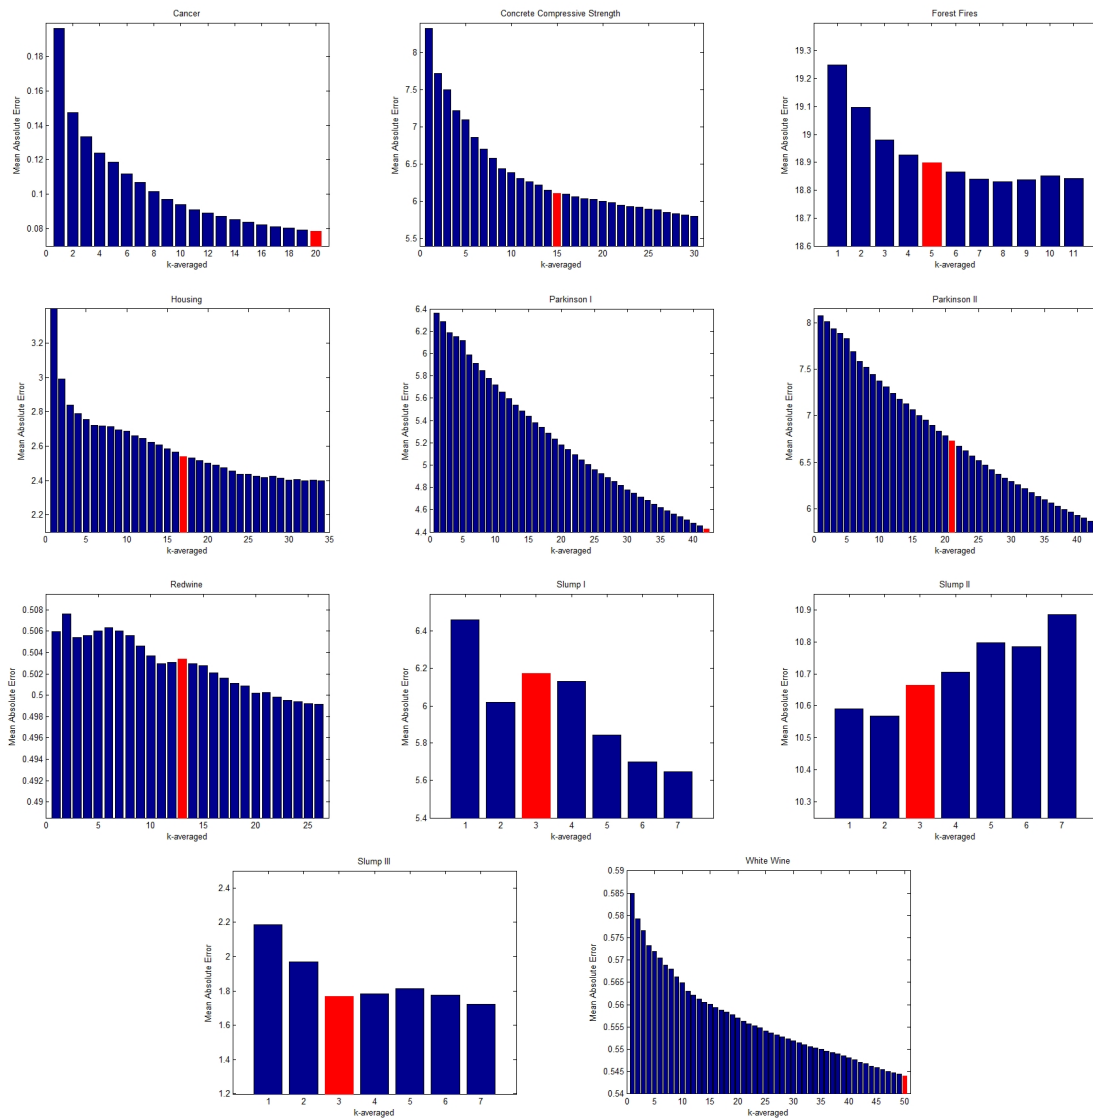 Cancer
Mean Absolute Error
0.18
0.16
0.14
0.12
0.1
0.08
0 2 4 6 8 10 12 14 16 18 20
k-averaged
Concrete Compressive Strength
Mean Absolute Error
8
7.5
7
6.5
6
5.5
0 5 10 15 20 25 30
k-averaged
Forest Fires
Mean Absolute Error
19.3
19.2
19.1
19
18.9
18.8
18.7
18.6
1 2 3 4 5 6 7 8 9 10 11
k-averaged
Housing
Mean Absolute Error
3.2
3
2.8
2.6
2.4
2.2
0 5 10 15 20 25 30 35
k-averaged
Parkinson I
Mean Absolute Error
6.4
6.2
6
5.8
5.6
5.4
5.2
5
4.8
4.6
4.4
0 5 10 15 20 25 30 35 40
k-averaged
Parkinson II
Mean Absolute Error
8
7.5
7
6.5
6
0 5 10 15 20 25 30 35 40
k-averaged
Redwine
Mean Absolute Error
0.508
0.506
0.504
0.502
0.5
0.498
0.496
0.494
0.492
0.49
0 5 10 15 20 25
k-averaged
Slump I
Mean Absolute Error
6.4
6.2
6
5.8
5.6
5.4
1 2 3 4 5 6 7
k-averaged
Slump II
Mean Absolute Error
10.9
10.8
10.7
10.6
10.5
10.4
10.3
1 2 3 4 5 6 7
k-averaged
Slump III
Mean Absolute Error
2.4
2.2
2
1.8
1.6
1.4
1.2
1 2 3 4 5 6 7
k-averaged
White Wine
Mean Absolute Error
0.59
0.585
0.58
0.575
0.57
0.565
0.56
0.555
0.55
0.545
0.54
0 5 10 15 20 25 30 35 40 45 50
k-averaged